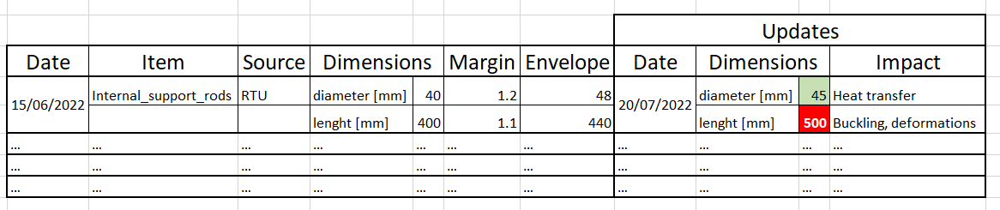 Updates
Date Item Source Dimensions Margin Envelope Date Dimensions Impact
15/06/2022 Internal_support_rods RTU diameter [mm] 40 1.2 48 20/07/2022 diameter [mm] 45 Heat transfer
lenght [mm] 400 1.1 440 lenght [mm] 500 Buckling, deformations
... ... ... ... ... ... ... ... ... ... ...
... ... ... ... ... ... ... ... ... ... ...
... ... ... ... ... ... ... ... ... ... ...